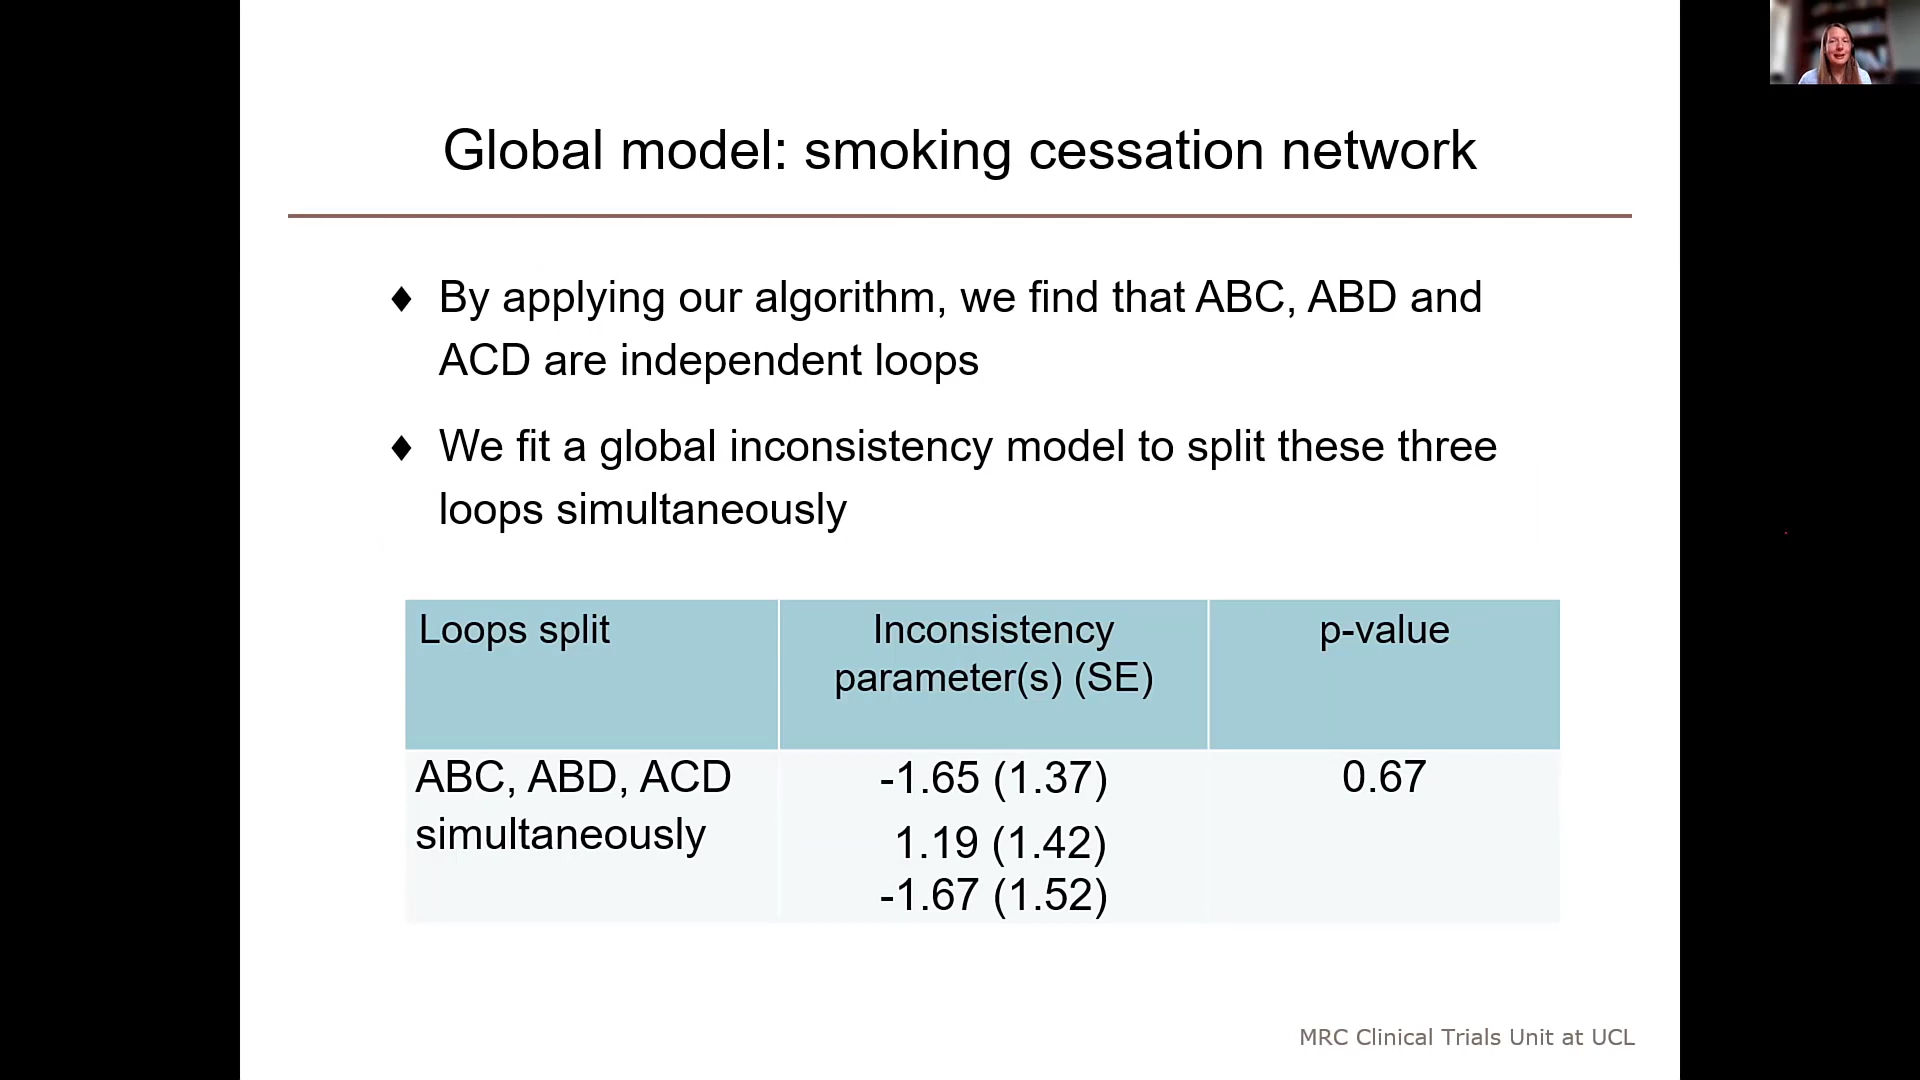 Global model: smoking cessation network
♦ By applying our algorithm, we find that ABC, ABD and
ACD are independent loops
♦ We fit a global inconsistency model to split these three
loops simultaneously
Loops split
Inconsistency
parameter(s) (SE)
p-value
ABC, ABD, ACD
simultaneously
-1.65 (1.37)
1.19 (1.42)
-1.67 (1.52)
0.67
MRC Clinical Trials Unit at UCL